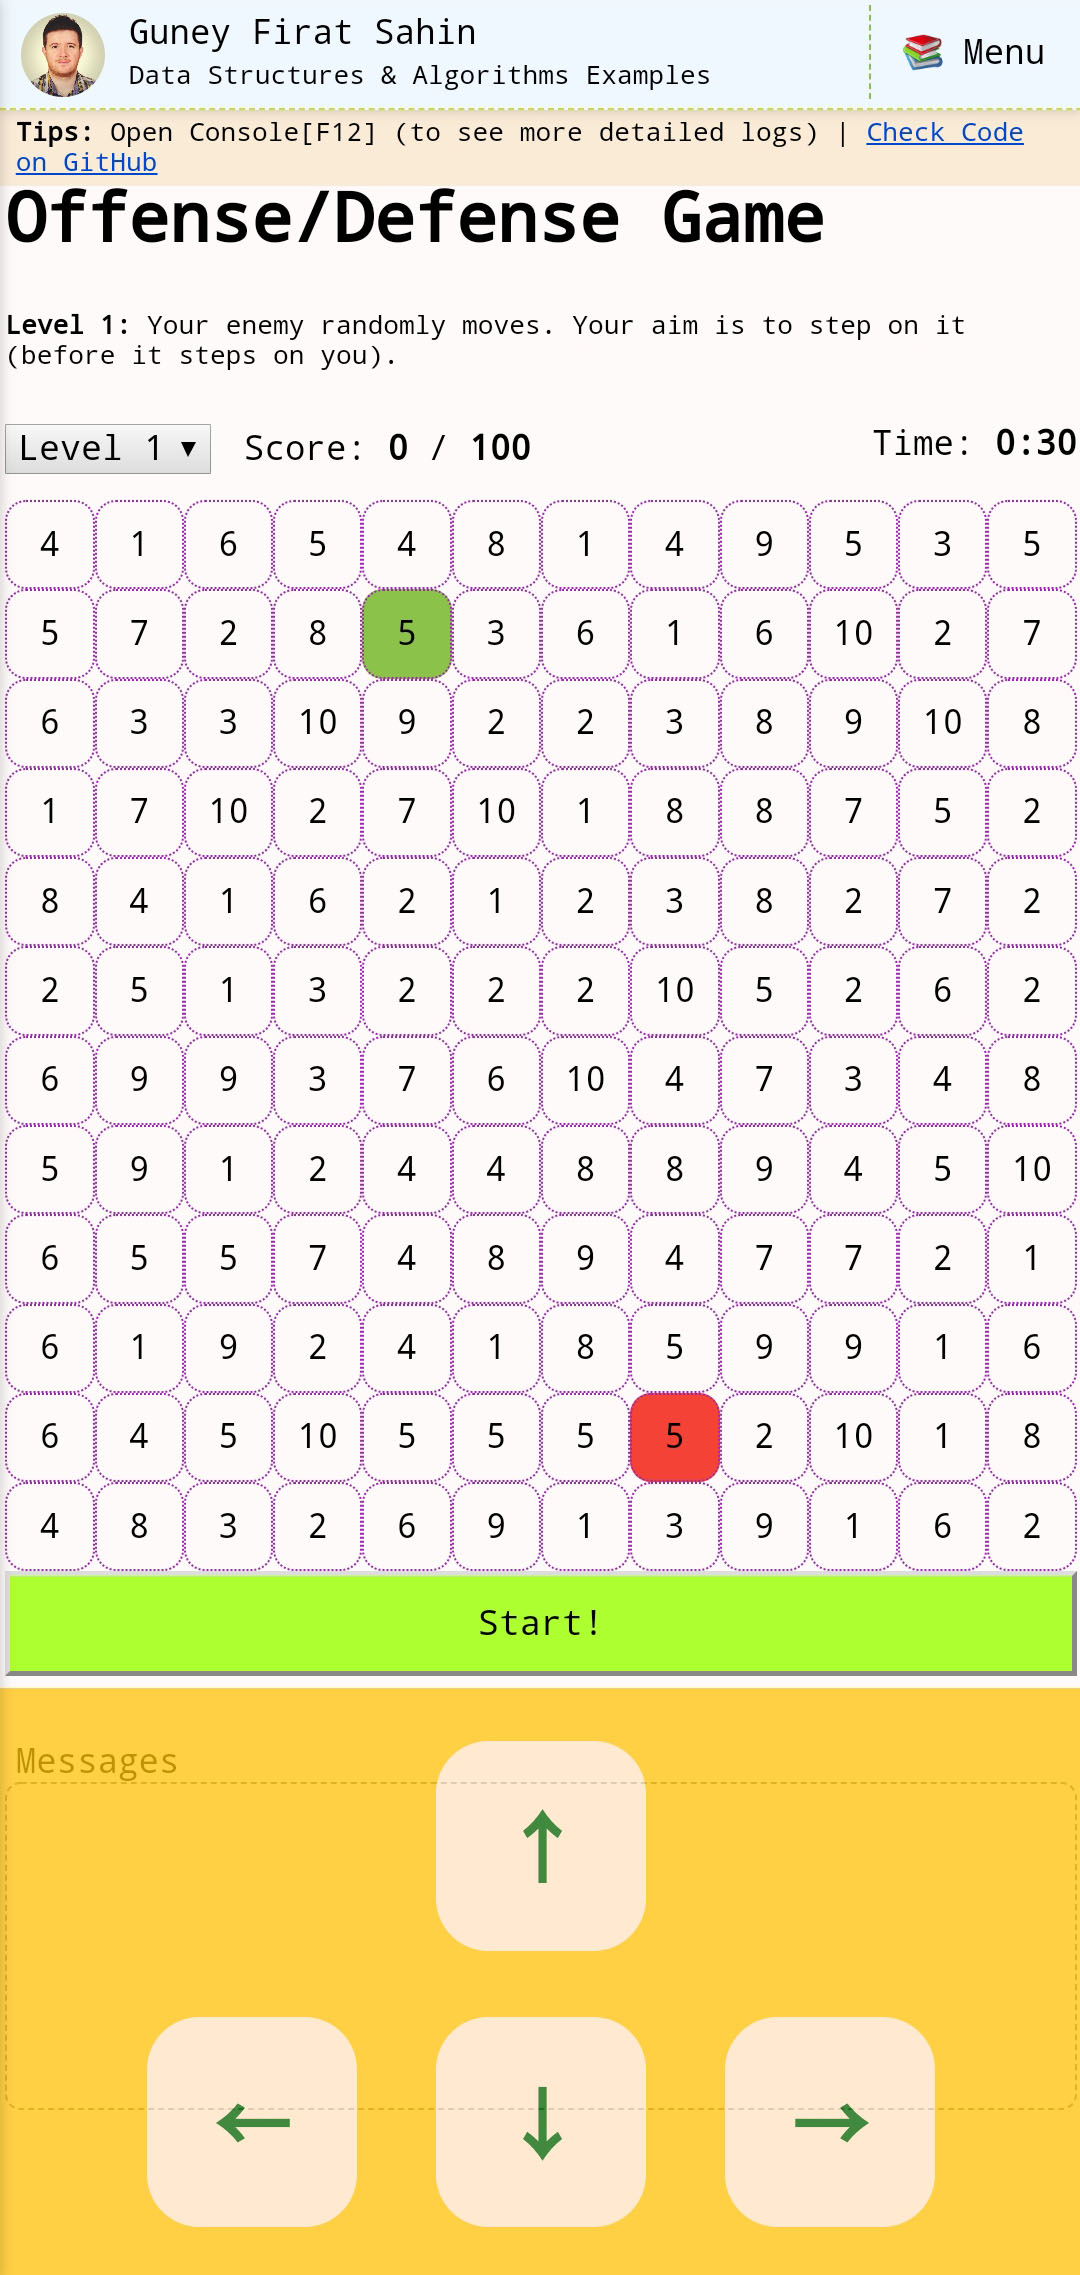 Guney Firat Sahin
Data Structures & Algorithms Examples
📚 Menu
Tips: Open Console[F12] (to see more detailed logs) | Check Code
on GitHub
Offense/Defense Game
Level 1: Your enemy randomly moves. Your aim is to step on it
(before it steps on you).
Level 1 ▼ Score: 0 / 100 Time: 0:30
4 1 6 5 4 8 1 4 9 5 3 5
5 7 2 8 5 3 6 1 6 10 2 7
6 3 3 10 9 2 2 3 8 9 10 8
1 7 10 2 7 10 1 8 8 7 5 2
8 4 1 6 2 1 2 3 8 2 7 2
2 5 1 3 2 2 2 10 5 2 6 2
6 9 9 3 7 6 10 4 7 3 4 8
5 9 1 2 4 4 8 8 9 4 5 10
6 5 5 7 4 8 9 4 7 7 2 1
6 1 9 2 4 1 8 5 9 9 1 6
6 4 5 10 5 5 5 5 2 10 1 8
4 8 3 2 6 9 1 3 9 1 6 2
Start!
Messages
↑
← ↓ →